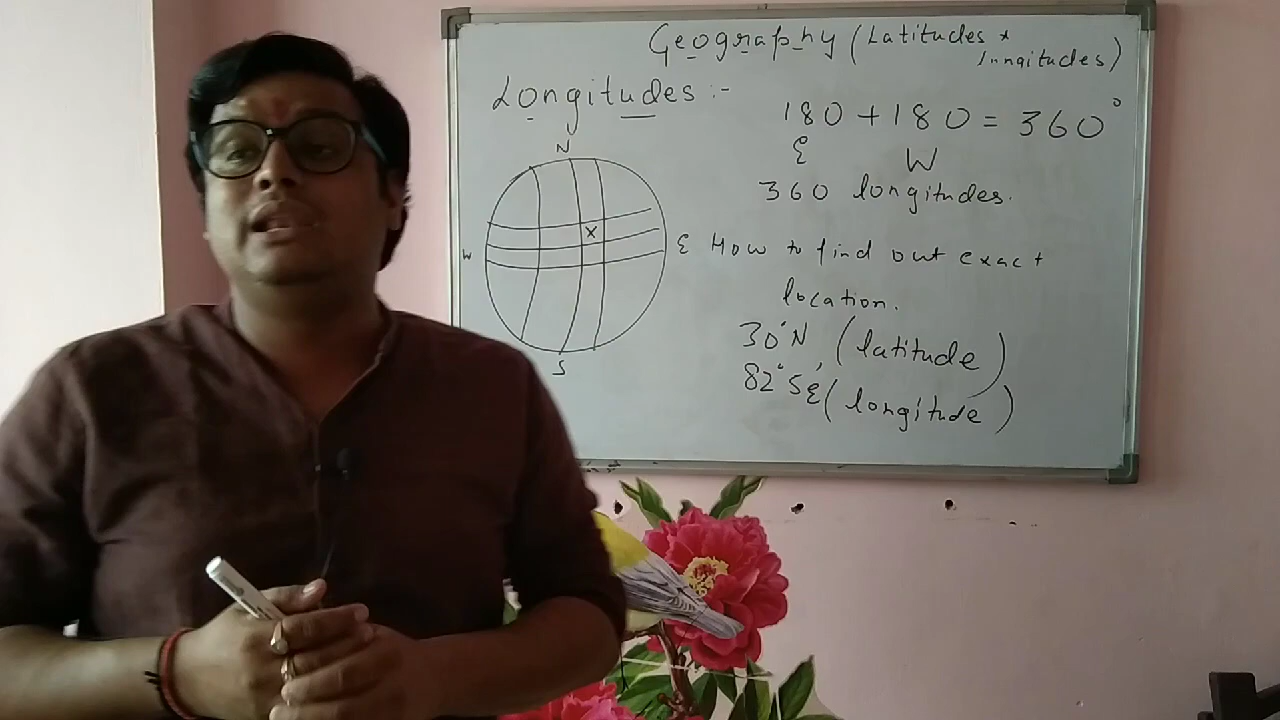 Geography (Latitudes &
longitudes)
Longitudes :-
180 + 180 = 360°
E W
360 longitudes.
N
W
E
S
x
How to find out exact
location.
30°N, (latitude)
82°5E (longitude)